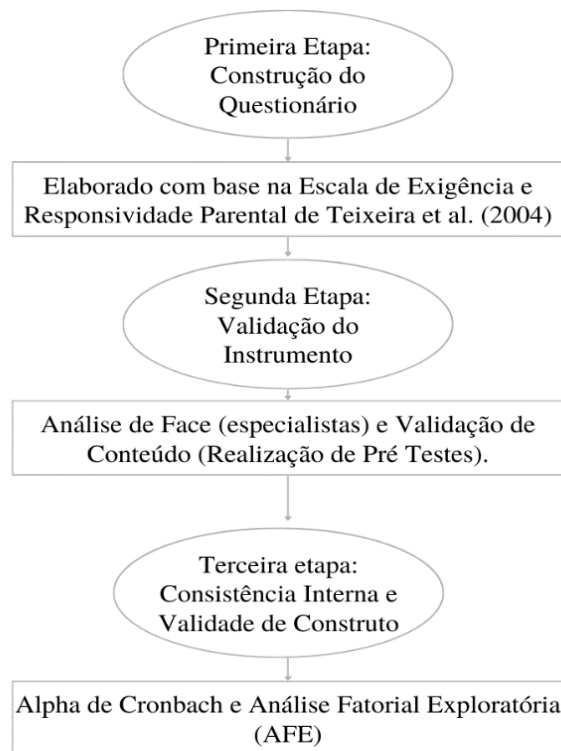 Primeira Etapa:
Construção do
Questionário
Elaborado com base na Escala de Exigência e
Responsividade Parental de Teixeira et al. (2004)
Segunda Etapa:
Validação do
Instrumento
Análise de Face (especialistas) e Validação de
Conteúdo (Realização de Pré Testes).
Terceira etapa:
Consistência Interna e
Validade de Construto
Alpha de Cronbach e Análise Fatorial Exploratória
(AFE)